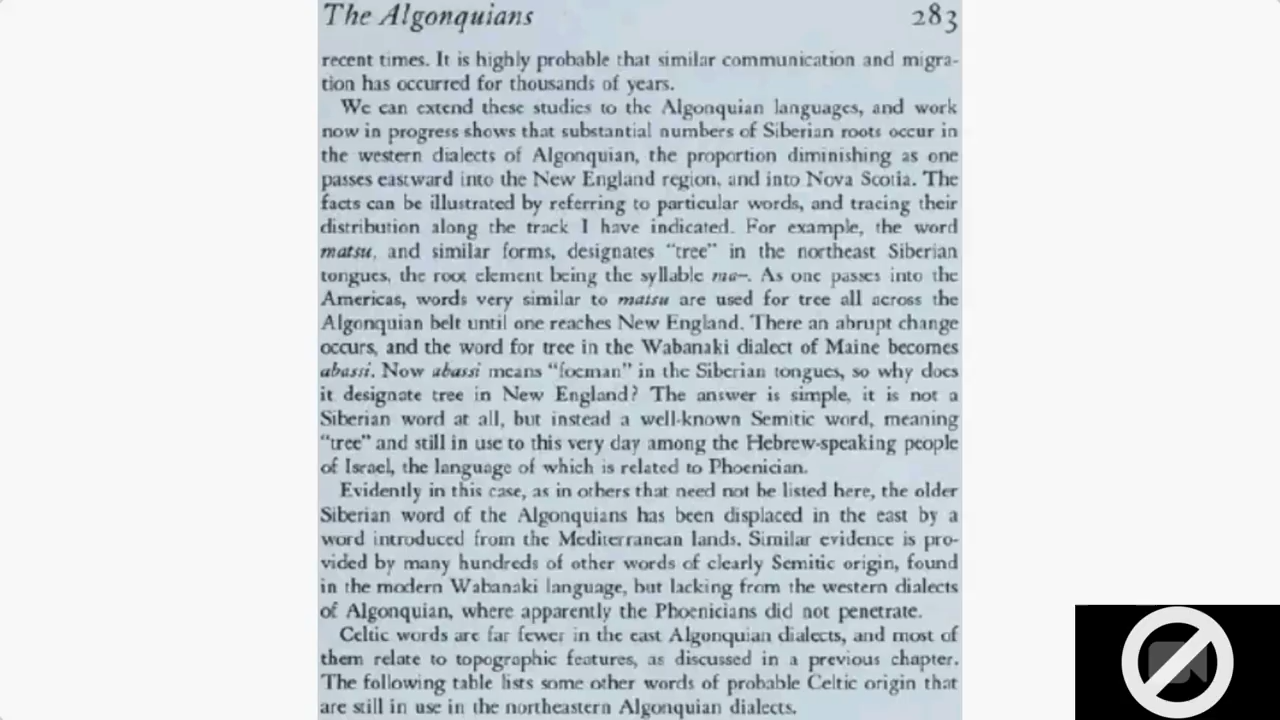 The Algonquians 283
recent times. It is highly probable that similar communication and migra-
tion has occurred for thousands of years.
We can extend these studies to the Algonquian languages, and work
now in progress shows that substantial numbers of Siberian roots occur in
the western dialects of Algonquian, the proportion diminishing as one
passes eastward into the New England region, and into Nova Scotia. The
facts can be illustrated by referring to particular words, and tracing their
distribution along the track I have indicated. For example, the word
matsu, and similar forms, designates “tree” in the northeast Siberian
tongues, the root element being the syllable ma-. As one passes into the
Americas, words very similar to matsu are used for tree all across the
Algonquian belt until one reaches New England. There an abrupt change
occurs, and the word for tree in the Wabanaki dialect of Maine becomes
abassi. Now abassi means “foeman” in the Siberian tongues, so why does
it designate tree in New England? The answer is simple, it is not a
Siberian word at all, but instead a well-known Semitic word, meaning
“tree” and still in use to this very day among the Hebrew-speaking people
of Israel, the language of which is related to Phoenician.
Evidently in this case, as in others that need not be listed here, the older
Siberian word of the Algonquians has been displaced in the east by a
word introduced from the Mediterranean lands. Similar evidence is pro-
vided by many hundreds of other words of clearly Semitic origin, found
in the modern Wabanaki language, but lacking from the western dialects
of Algonquian, where apparently the Phoenicians did not penetrate.
Celtic words are far fewer in the east Algonquian dialects, and most of
them relate to topographic features, as discussed in a previous chapter.
The following table lists some other words of probable Celtic origin that
are still in use in the northeastern Algonquian dialects.